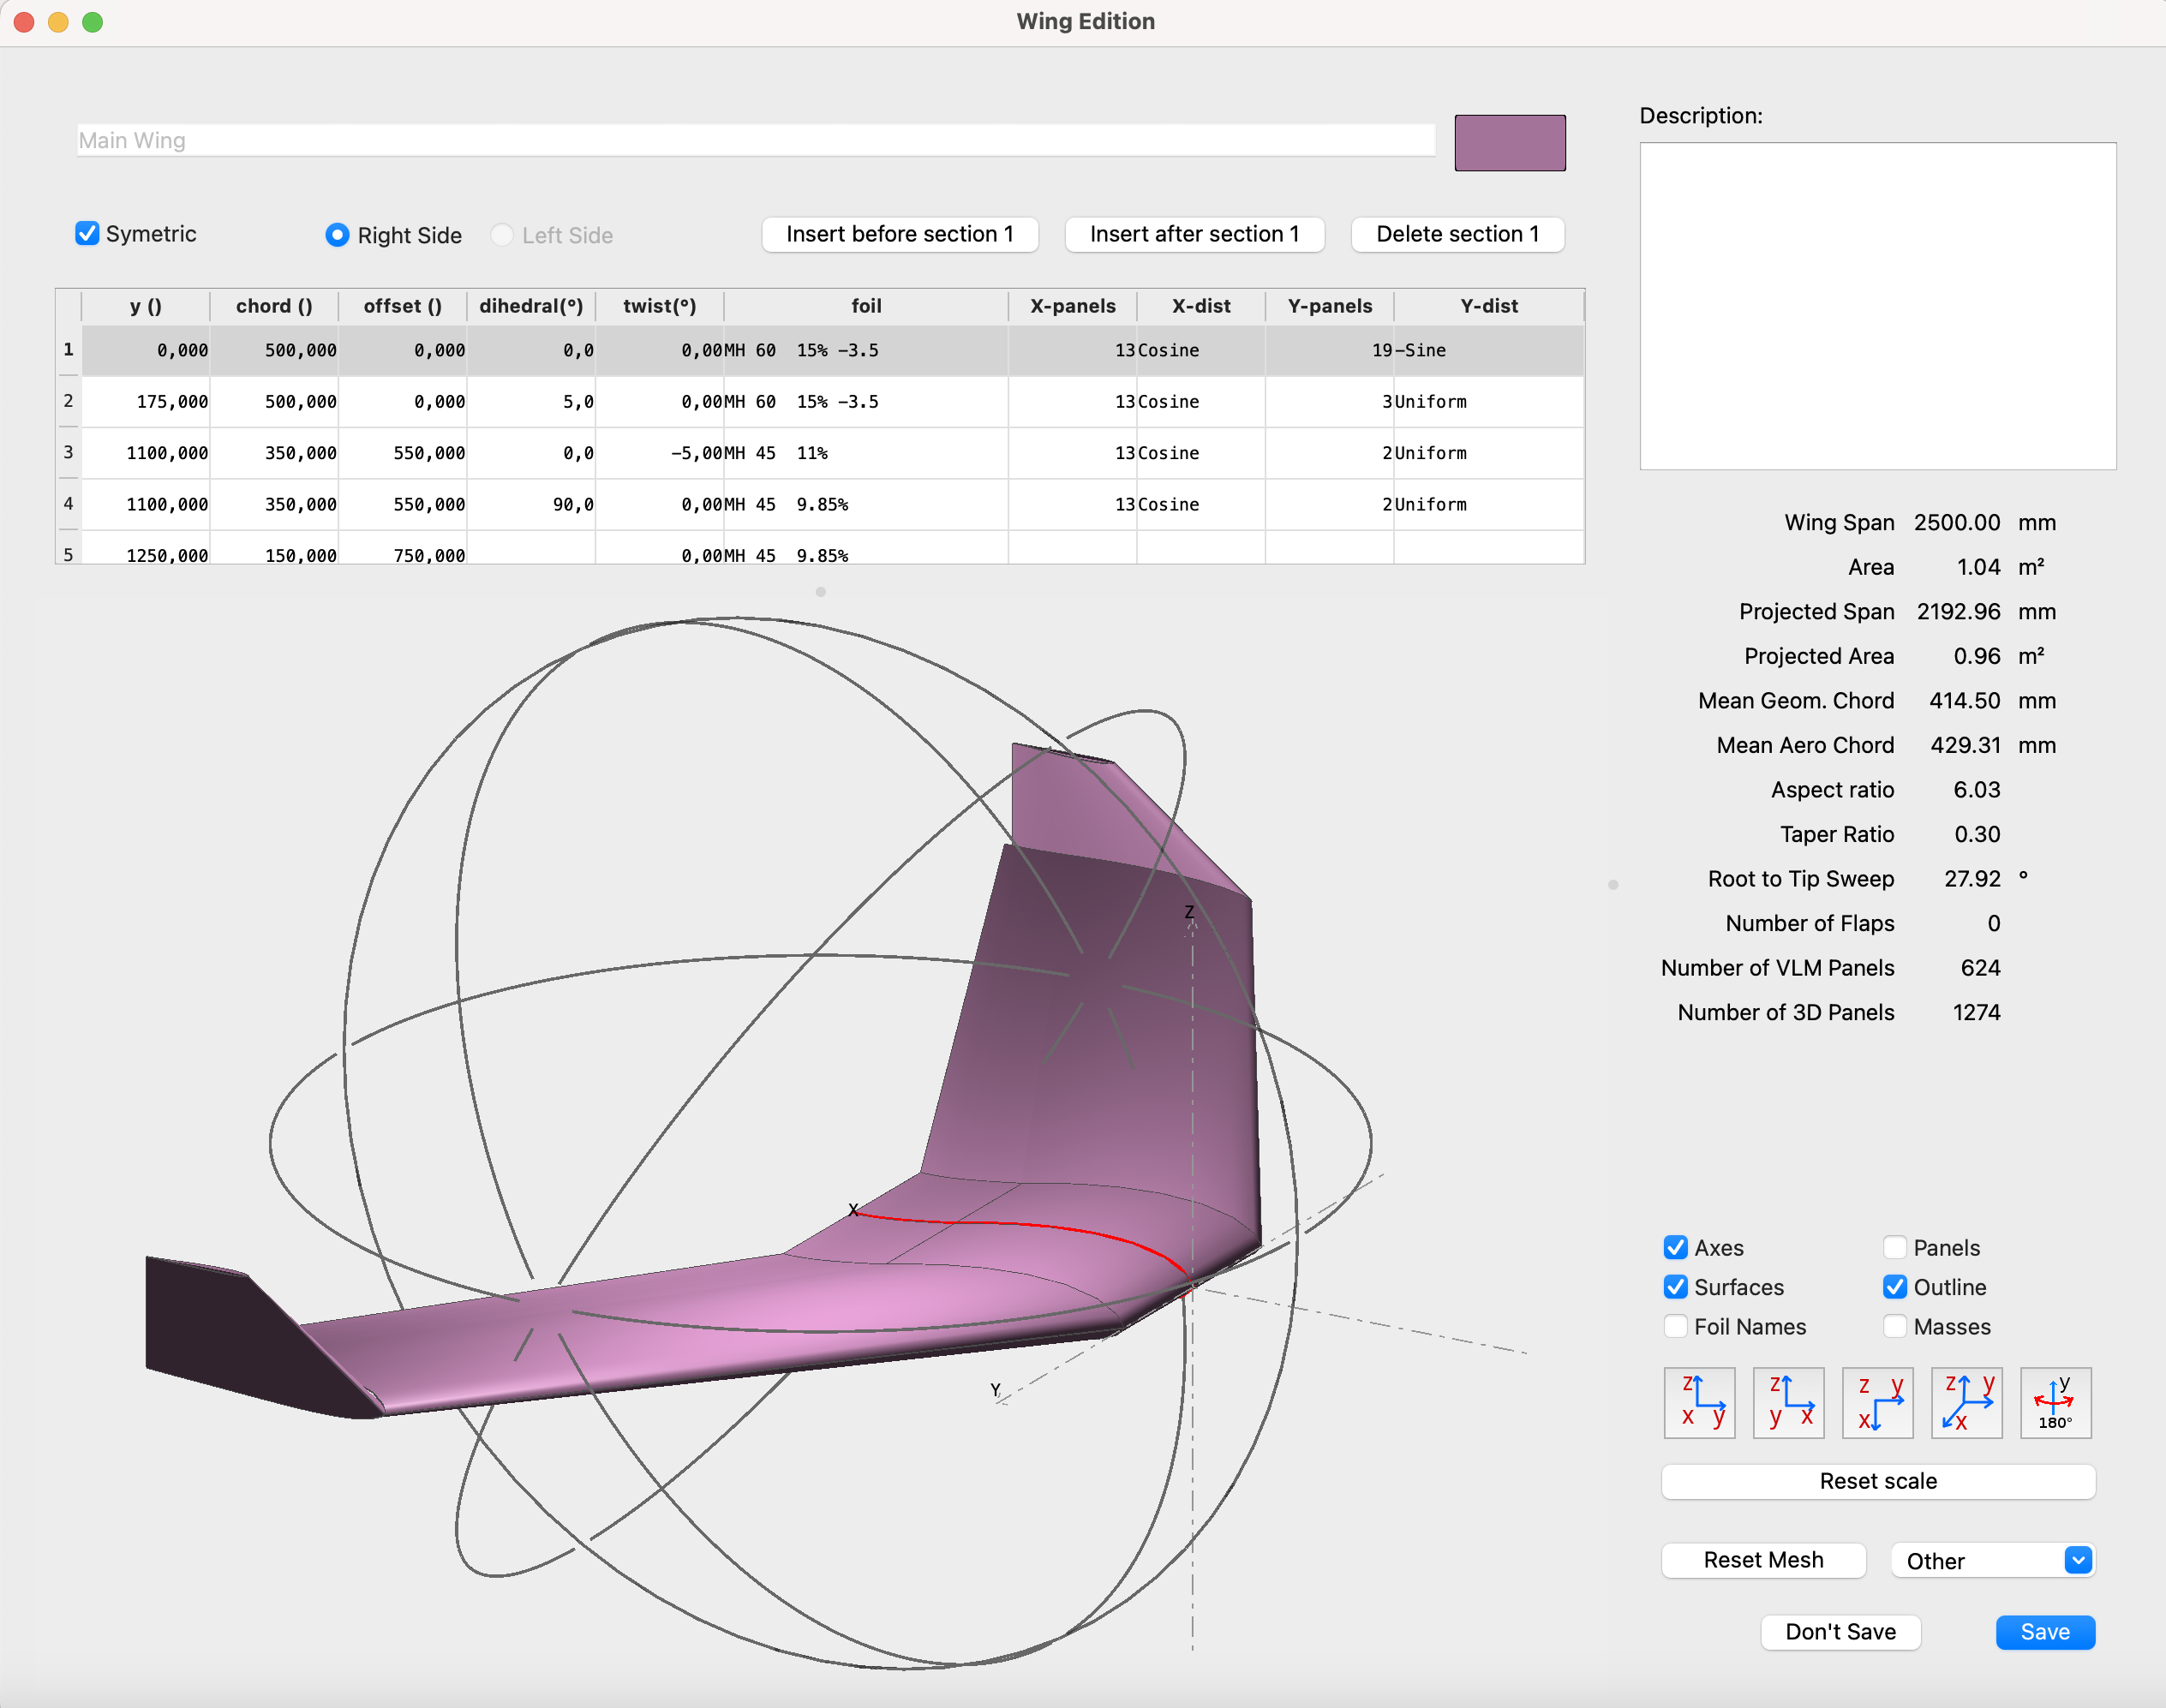 Wing Edition
Main Wing
Description:
Symetric Right Side Left Side Insert before section 1 Insert after section 1 Delete section 1
y () chord () offset () dihedral(°) twist(°) foil X-panels X-dist Y-panels Y-dist
1 0,000 500,000 0,000 0,0 0,00 MH 60 15% -3.5 13 Cosine 19 -Sine
2 175,000 500,000 0,000 5,0 0,00 MH 60 15% -3.5 13 Cosine 3 Uniform
3 1100,000 350,000 550,000 0,0 -5,00 MH 45 11% 13 Cosine 2 Uniform
4 1100,000 350,000 550,000 90,0 0,00 MH 45 9.85% 13 Cosine 2 Uniform
5 1250,000 150,000 750,000 0,00 MH 45 9.85%
Wing Span 2500.00 mm
Area 1.04 m²
Projected Span 2192.96 mm
Projected Area 0.96 m²
Mean Geom. Chord 414.50 mm
Mean Aero Chord 429.31 mm
Aspect ratio 6.03
Taper Ratio 0.30
Root to Tip Sweep 27.92 °
Number of Flaps 0
Number of VLM Panels 624
Number of 3D Panels 1274
Z
X
Y
Axes Panels
Surfaces Outline
Foil Names Masses
z x y
z y x
z y x
z y x
y 180°
Reset scale
Reset Mesh Other
Don't Save Save